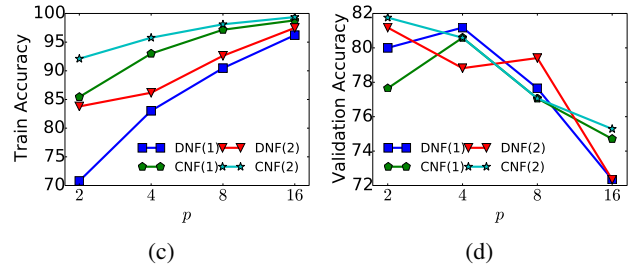 100
95
90
85
80
75
70
Train Accuracy
DNF(1) DNF(2)
CNF(1) CNF(2)
2 4 8 16
p
(c)
82
80
78
76
74
72
Validation Accuracy
DNF(1) DNF(2)
CNF(1) CNF(2)
2 4 8 16
p
(d)